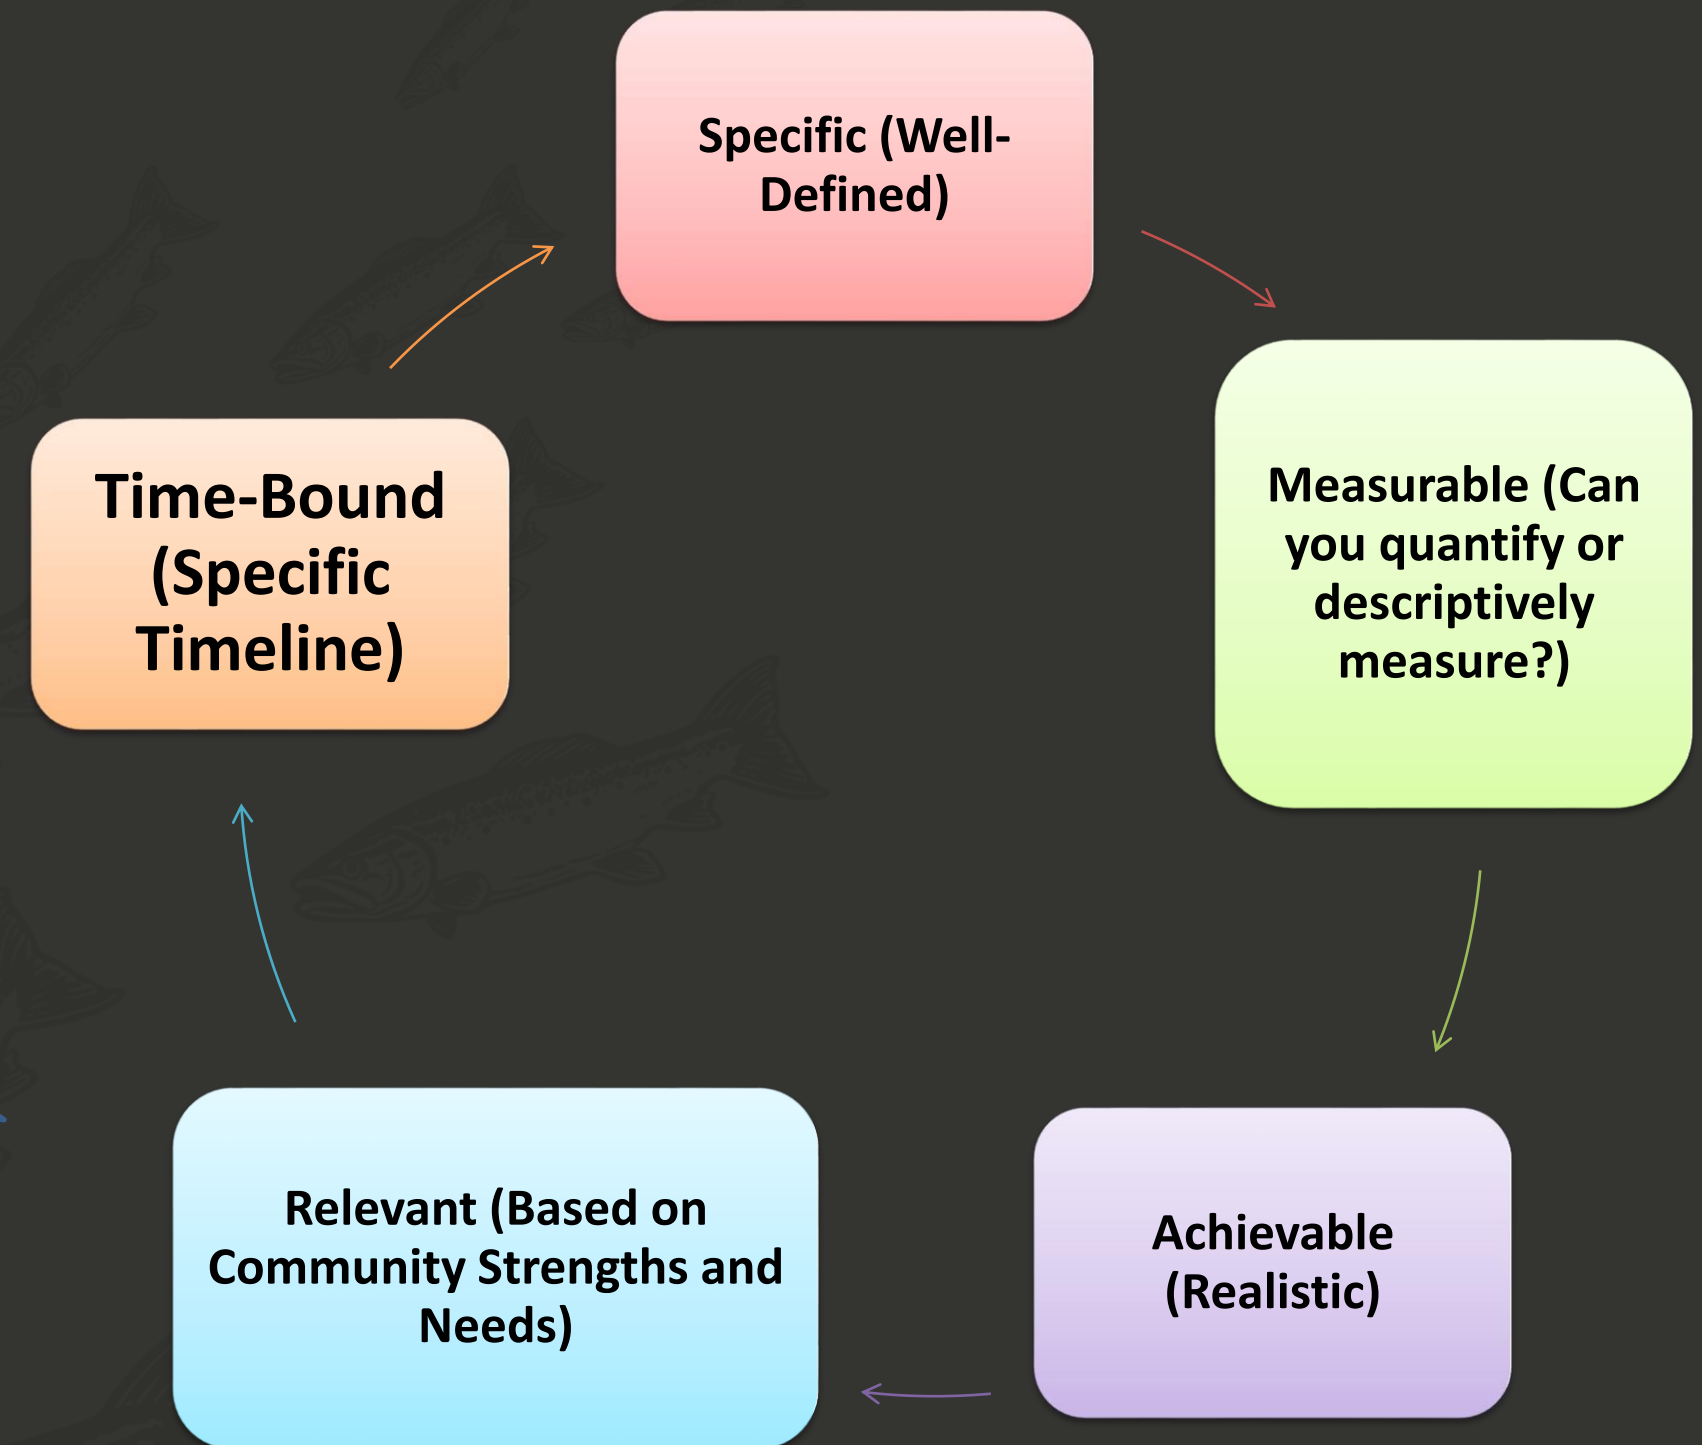 Specific (Well-
Defined)
Measurable (Can
you quantify or
descriptively
measure?)
Achievable
(Realistic)
Relevant (Based on
Community Strengths and
Needs)
Time-Bound
(Specific
Timeline)